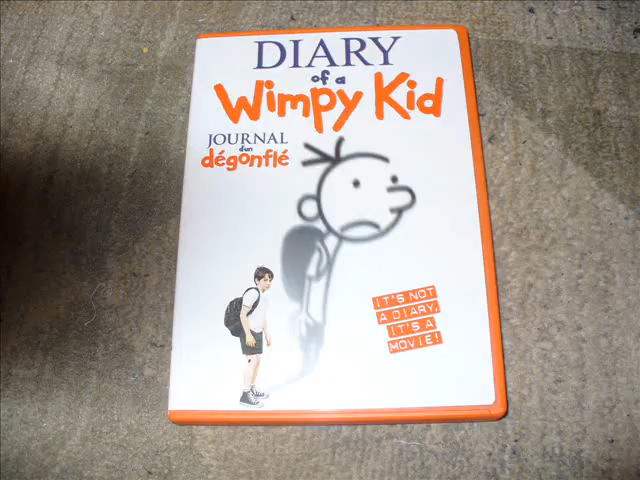 DIARY
of a
Wimpy Kid
JOURNAL
d'un
dégonflé
IT'S NOT
A DIARY,
IT'S A
MOVIE!